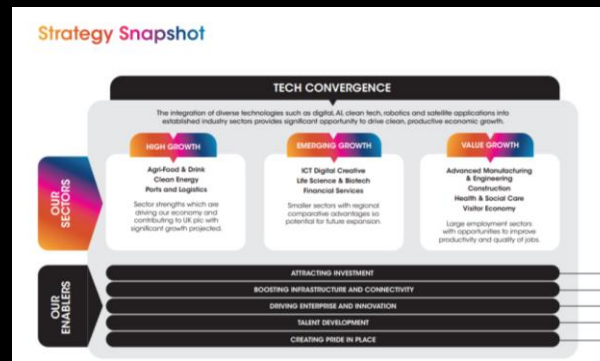 Strategy Snapshot
TECH CONVERGENCE
The integration of diverse technologies such as digital, AI, clean tech, robotics and satellite applications into
established industry sectors provides significant opportunity to drive clean, productive economic growth.
OUR
SECTORS
HIGH GROWTH
Agri-Food & Drink
Clean Energy
Ports and Logistics
Sector strengths which are
driving our economy and
contributing to UK plc with
significant growth projected.
EMERGING GROWTH
ICT Digital Creative
Life Science & Biotech
Financial Services
Smaller sectors with regional
comparative advantages so
potential for future expansion.
VALUE GROWTH
Advanced Manufacturing
& Engineering
Construction
Health & Social Care
Visitor Economy
Large employment sectors
with opportunities to improve
productivity and quality of jobs.
OUR
ENABLERS
ATTRACTING INVESTMENT
BOOSTING INFRASTRUCTURE AND CONNECTIVITY
DRIVING ENTERPRISE AND INNOVATION
TALENT DEVELOPMENT
CREATING PRIDE IN PLACE